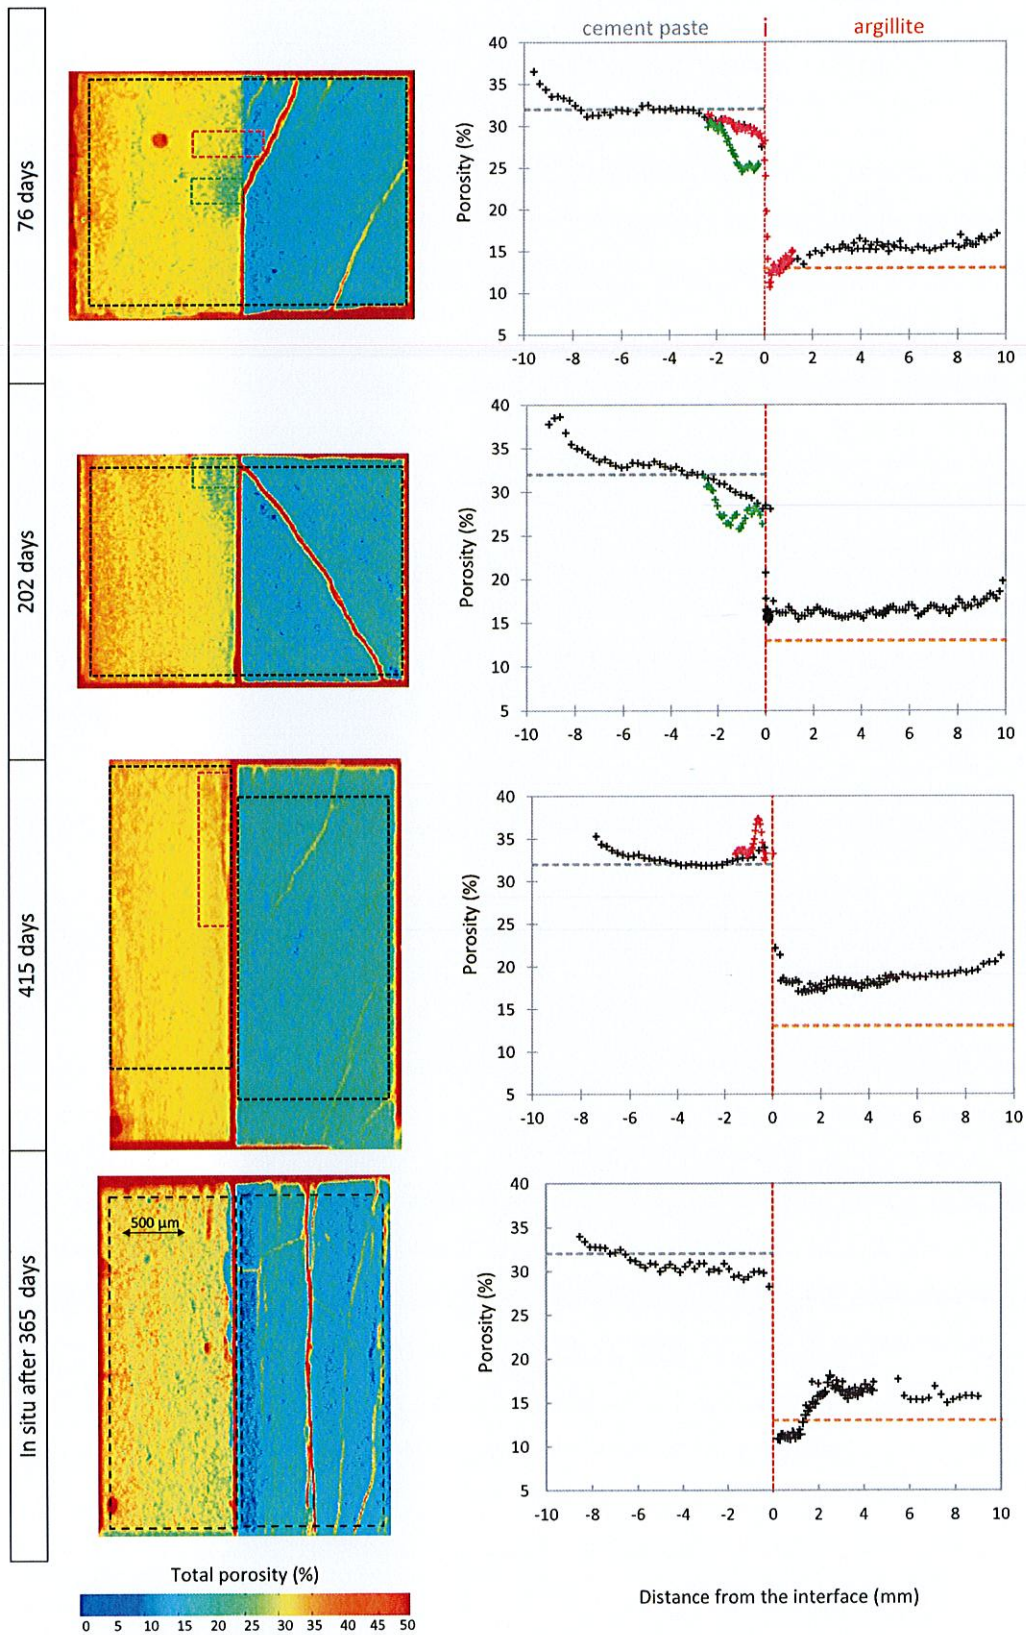 76 days
cement paste
i
argillite
Porosity (%)
40
35
30
25
20
15
10
5
-10 -8 -6 -4 -2 0 2 4 6 8 10
202 days
Porosity (%)
40
35
30
25
20
15
10
5
-10 -8 -6 -4 -2 0 2 4 6 8 10
415 days
Porosity (%)
40
35
30
25
20
15
10
5
-10 -8 -6 -4 -2 0 2 4 6 8 10
In situ after 365 days
500 µm
Porosity (%)
40
35
30
25
20
15
10
5
-10 -8 -6 -4 -2 0 2 4 6 8 10
Total porosity (%)
0 5 10 15 20 25 30 35 40 45 50
Distance from the interface (mm)